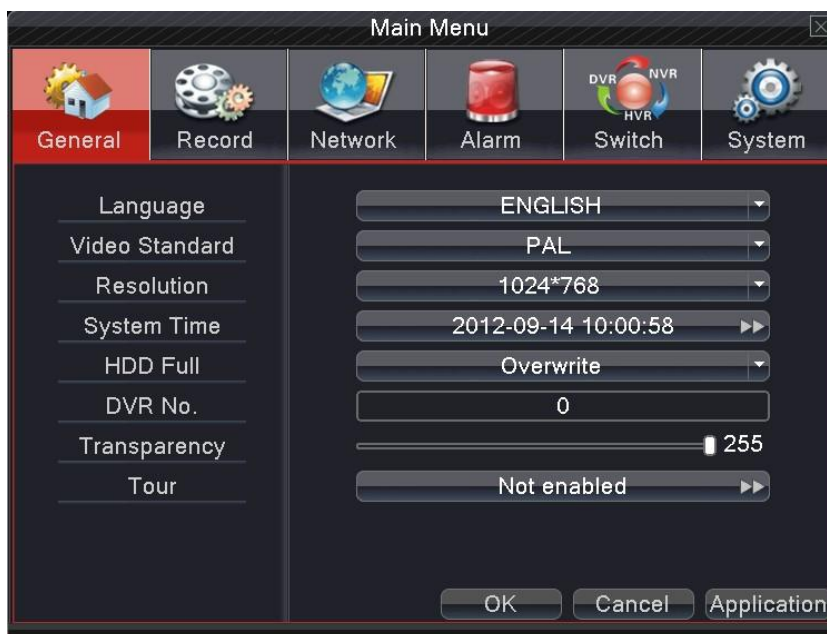 Main Menu
DVR NVR
HVR
General Record Network Alarm Switch System
Language ENGLISH
Video Standard PAL
Resolution 1024*768
System Time 2012-09-14 10:00:58
HDD Full Overwrite
DVR No. 0
Transparency 255
Tour Not enabled
OK Cancel Application